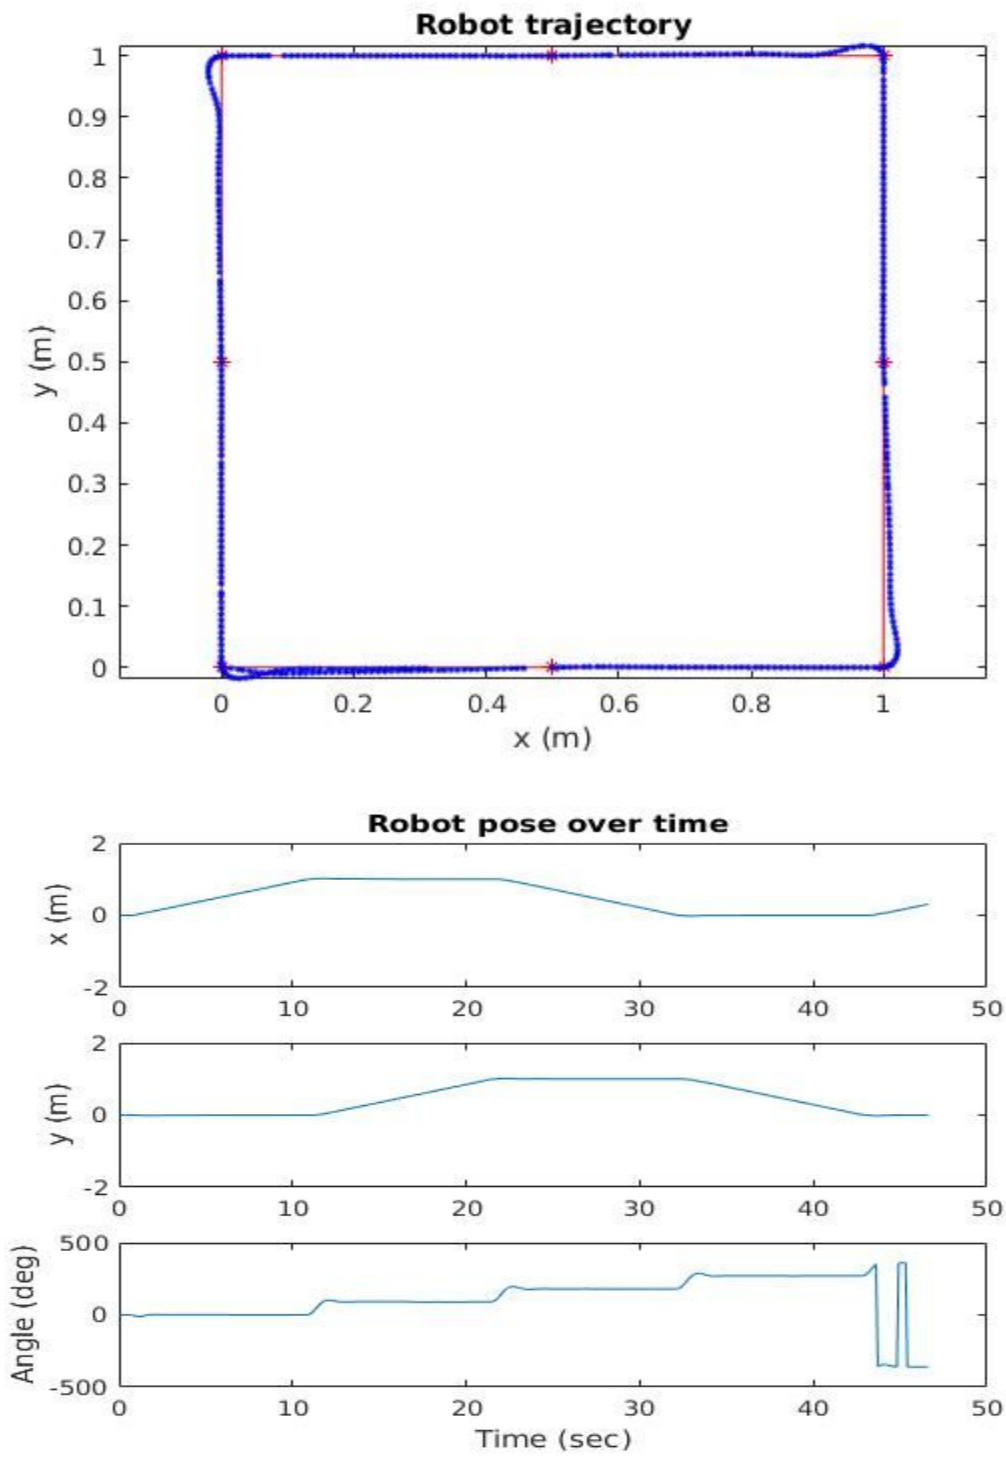 Robot trajectory
1
0.9
0.8
0.7
0.6
0.5
0.4
0.3
0.2
0.1
0
y (m)
0 0.2 0.4 0.6 0.8 1
x (m)
Robot pose over time
2
0
-2
x (m)
0 10 20 30 40 50
2
0
-2
y (m)
0 10 20 30 40 50
500
0
-500
Angle (deg)
0 10 20 30 40 50
Time (sec)